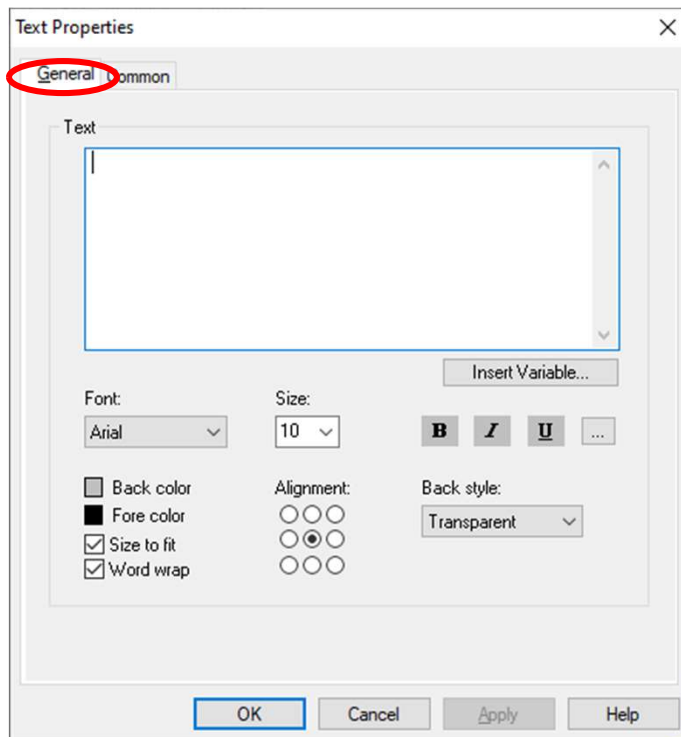 Text Properties
General Common
Text
Insert Variable...
Font: Size:
Arial 10 B I U ...
Back color Alignment: Back style:
Fore color Transparent
Size to fit
Word wrap
OK Cancel Apply Help